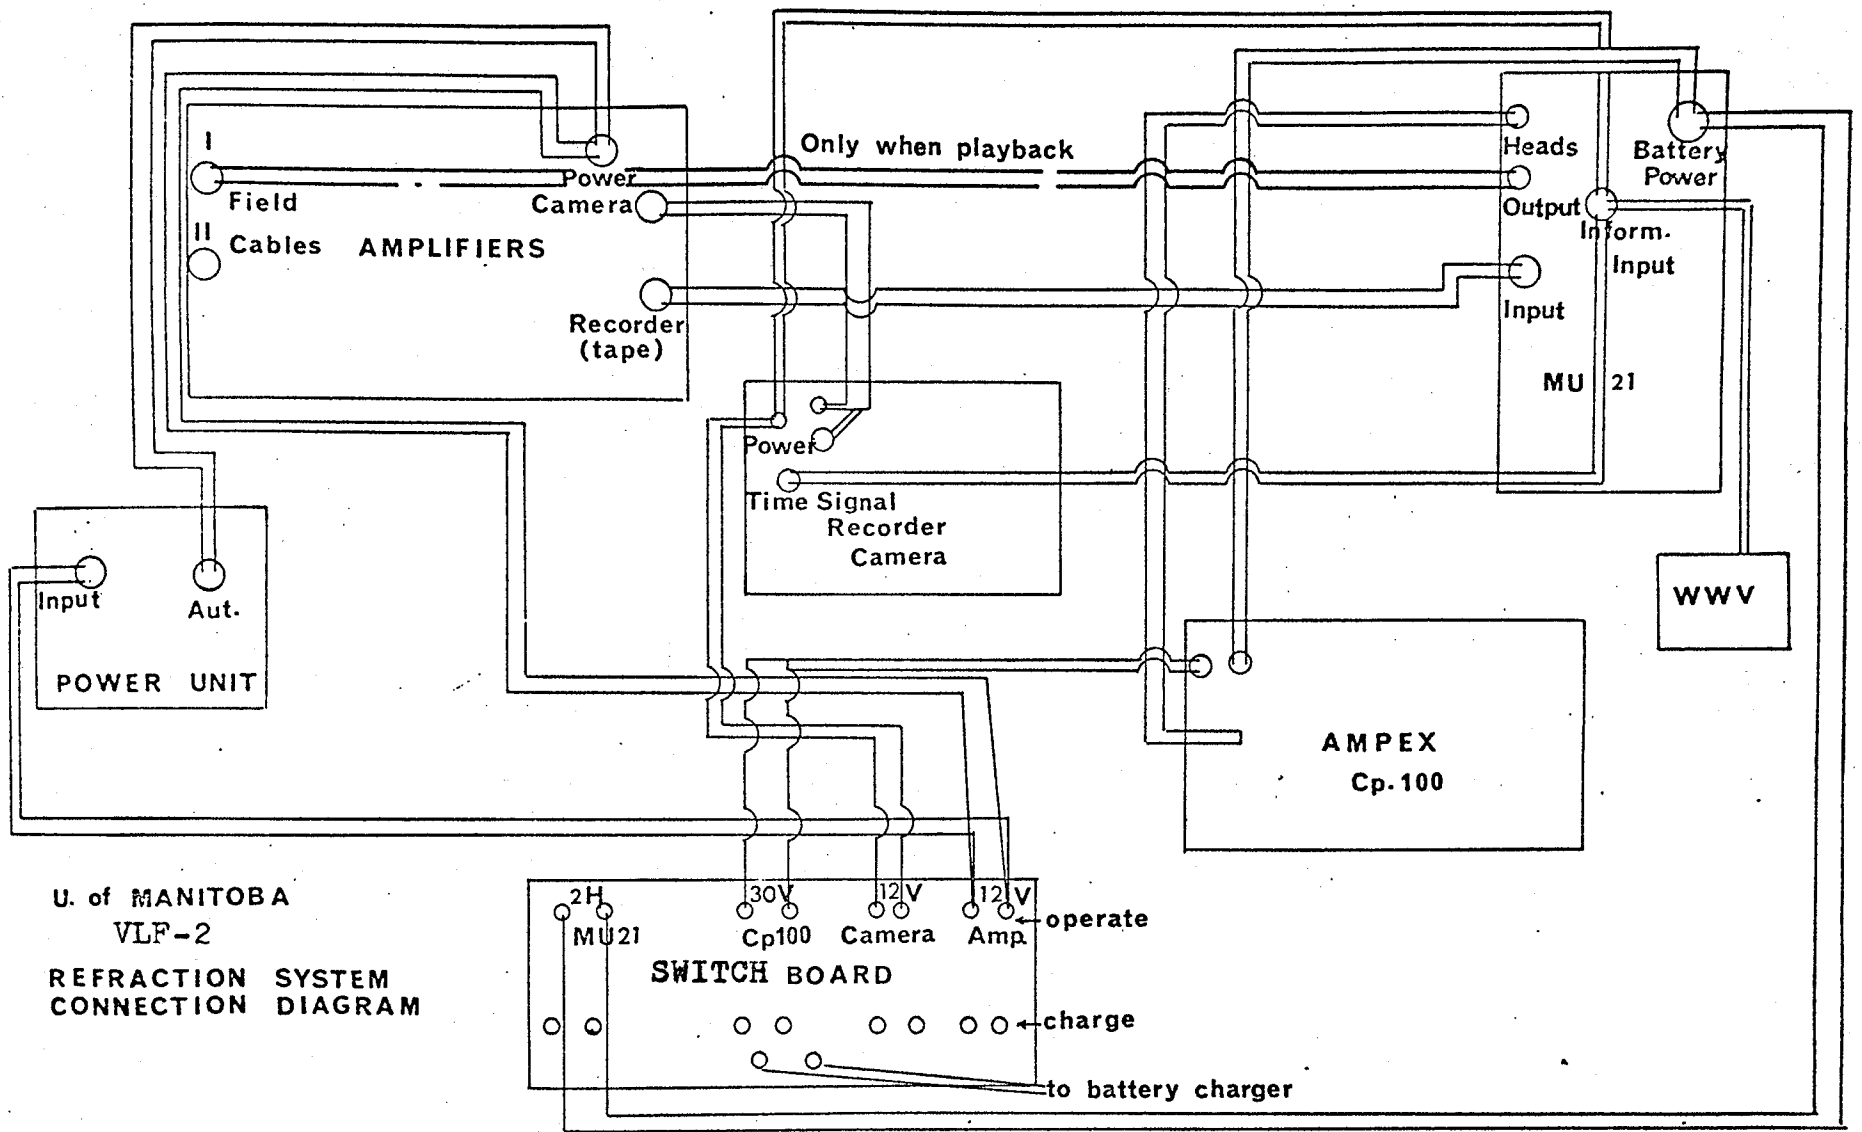 Only when playback
I
Field
II
Cables
AMPLIFIERS
Power
Camera
Recorder
(tape)
Heads
Battery
Power
Output
Inform.
Input
Input
MU 21
Power
Time Signal
Recorder
Camera
Input
Aut.
POWER UNIT
WWV
AMPEX
Cp.100
U. of MANITOBA
VLF-2
REFRACTION SYSTEM
CONNECTION DIAGRAM
2H 30V 12V 12V
operate
MU21 Cp100 Camera Amp.
SWITCH BOARD
charge
to battery charger